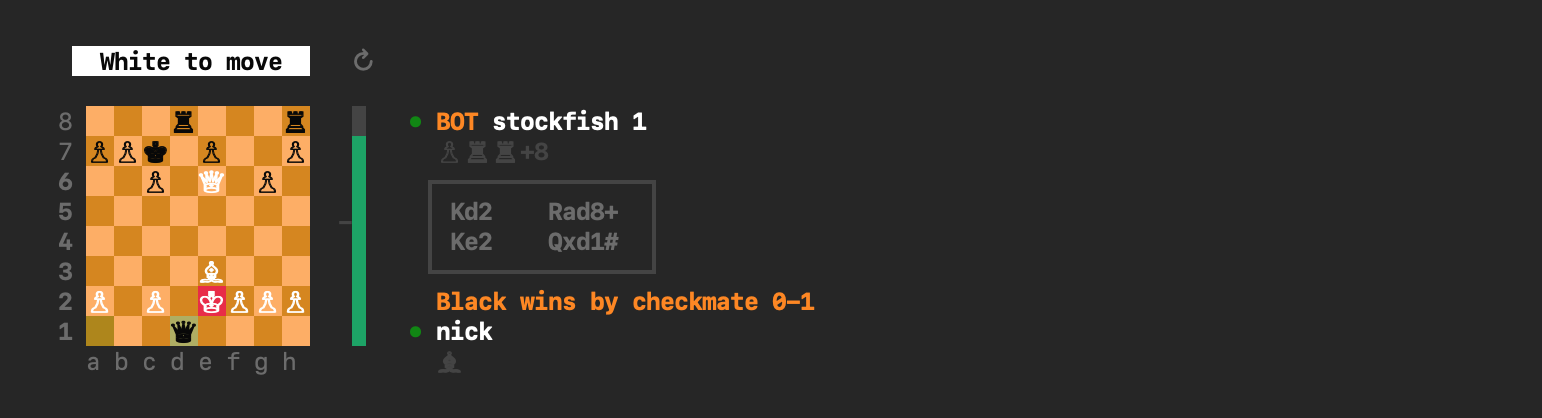 White to move ↻
8
7
6
5
4
3
2
1
a b c d e f g h
BOT stockfish 1
+8
Kd2 Rad8+
Ke2 Qxd1#
Black wins by checkmate 0–1
nick